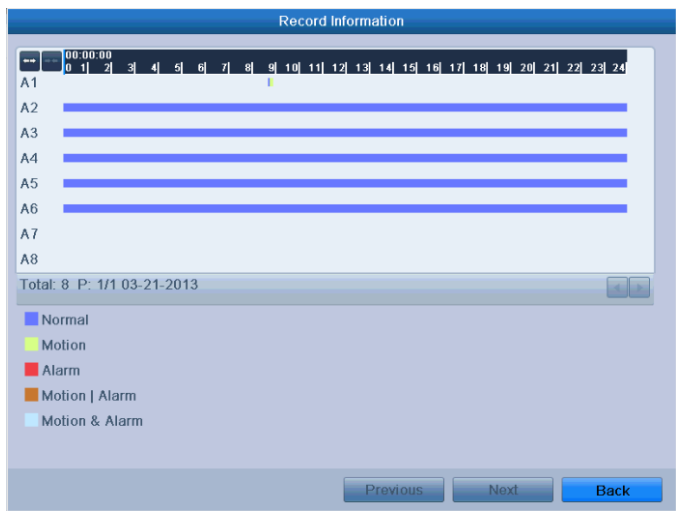 Record Information
00:00:00
0 1 2 3 4 5 6 7 8 9 10 11 12 13 14 15 16 17 18 19 20 21 22 23 24
A1
A2
A3
A4
A5
A6
A7
A8
Total: 8 P: 1/1 03-21-2013
Normal
Motion
Alarm
Motion | Alarm
Motion & Alarm
Previous Next Back